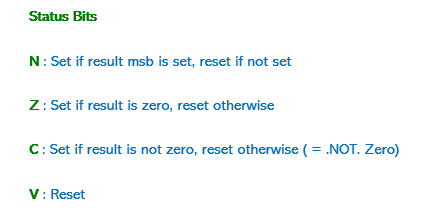 Status Bits
N : Set if result msb is set, reset if not set
Z : Set if result is zero, reset otherwise
C : Set if result is not zero, reset otherwise ( = .NOT. Zero)
V : Reset